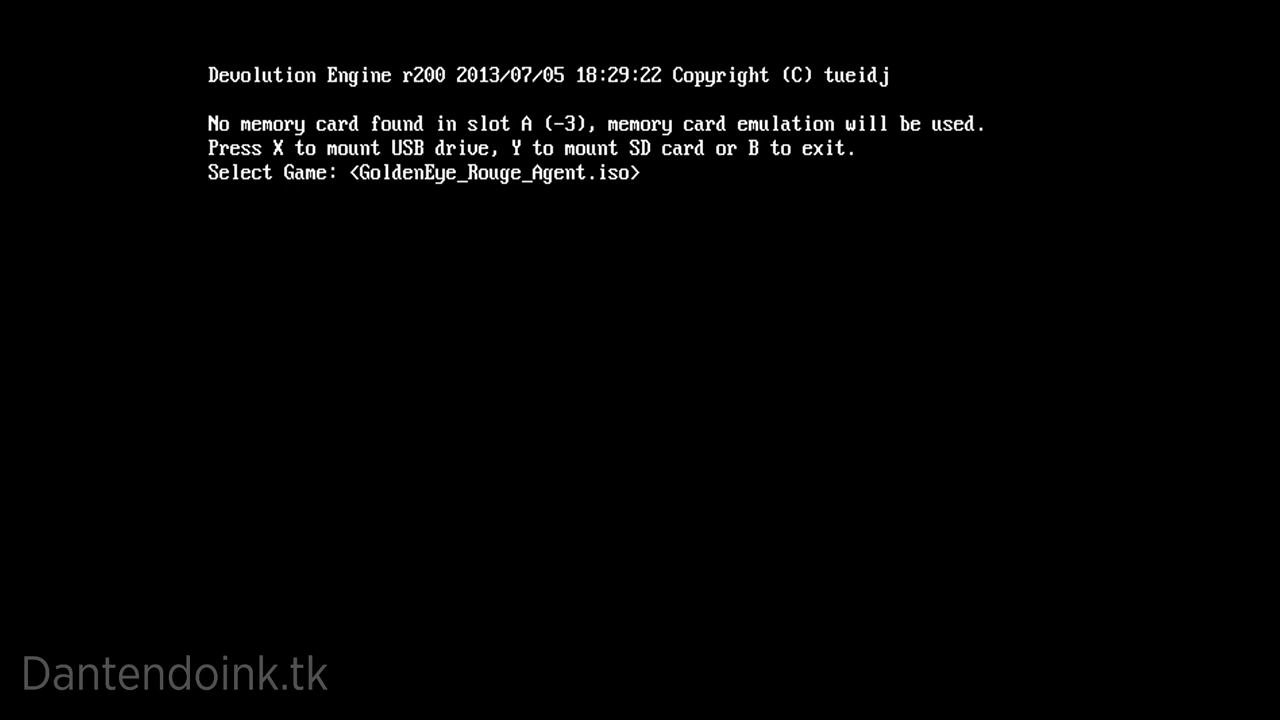 Devolution Engine r200 2013/07/05 18:29:22 Copyright (C) tueidj
No memory card found in slot A (-3), memory card emulation will be used.
Press X to mount USB drive, Y to mount SD card or B to exit.
Select Game: <GoldenEye_Rouge_Agent.iso>
Dantendoink.tk